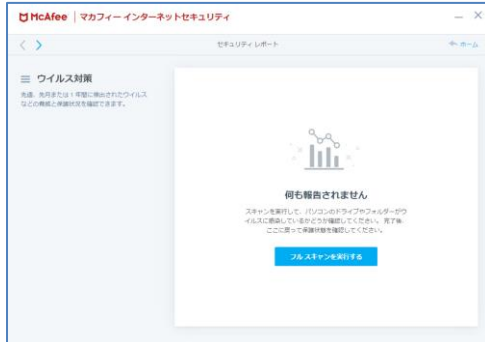 McAfee | マカフィー インターネットセキュリティ
セキュリティ レポート
ホーム
ウイルス対策
先週、先月または 1 年間に検出されたウイルス
などの脅威と保護状況を確認できます。
何も報告されません
スキャンを実行して、パソコンのドライブやフォルダーがウ
イルスに感染しているかどうか確認してください。 完了後、
ここに戻って保護状態を確認してください。
フル スキャンを実行する